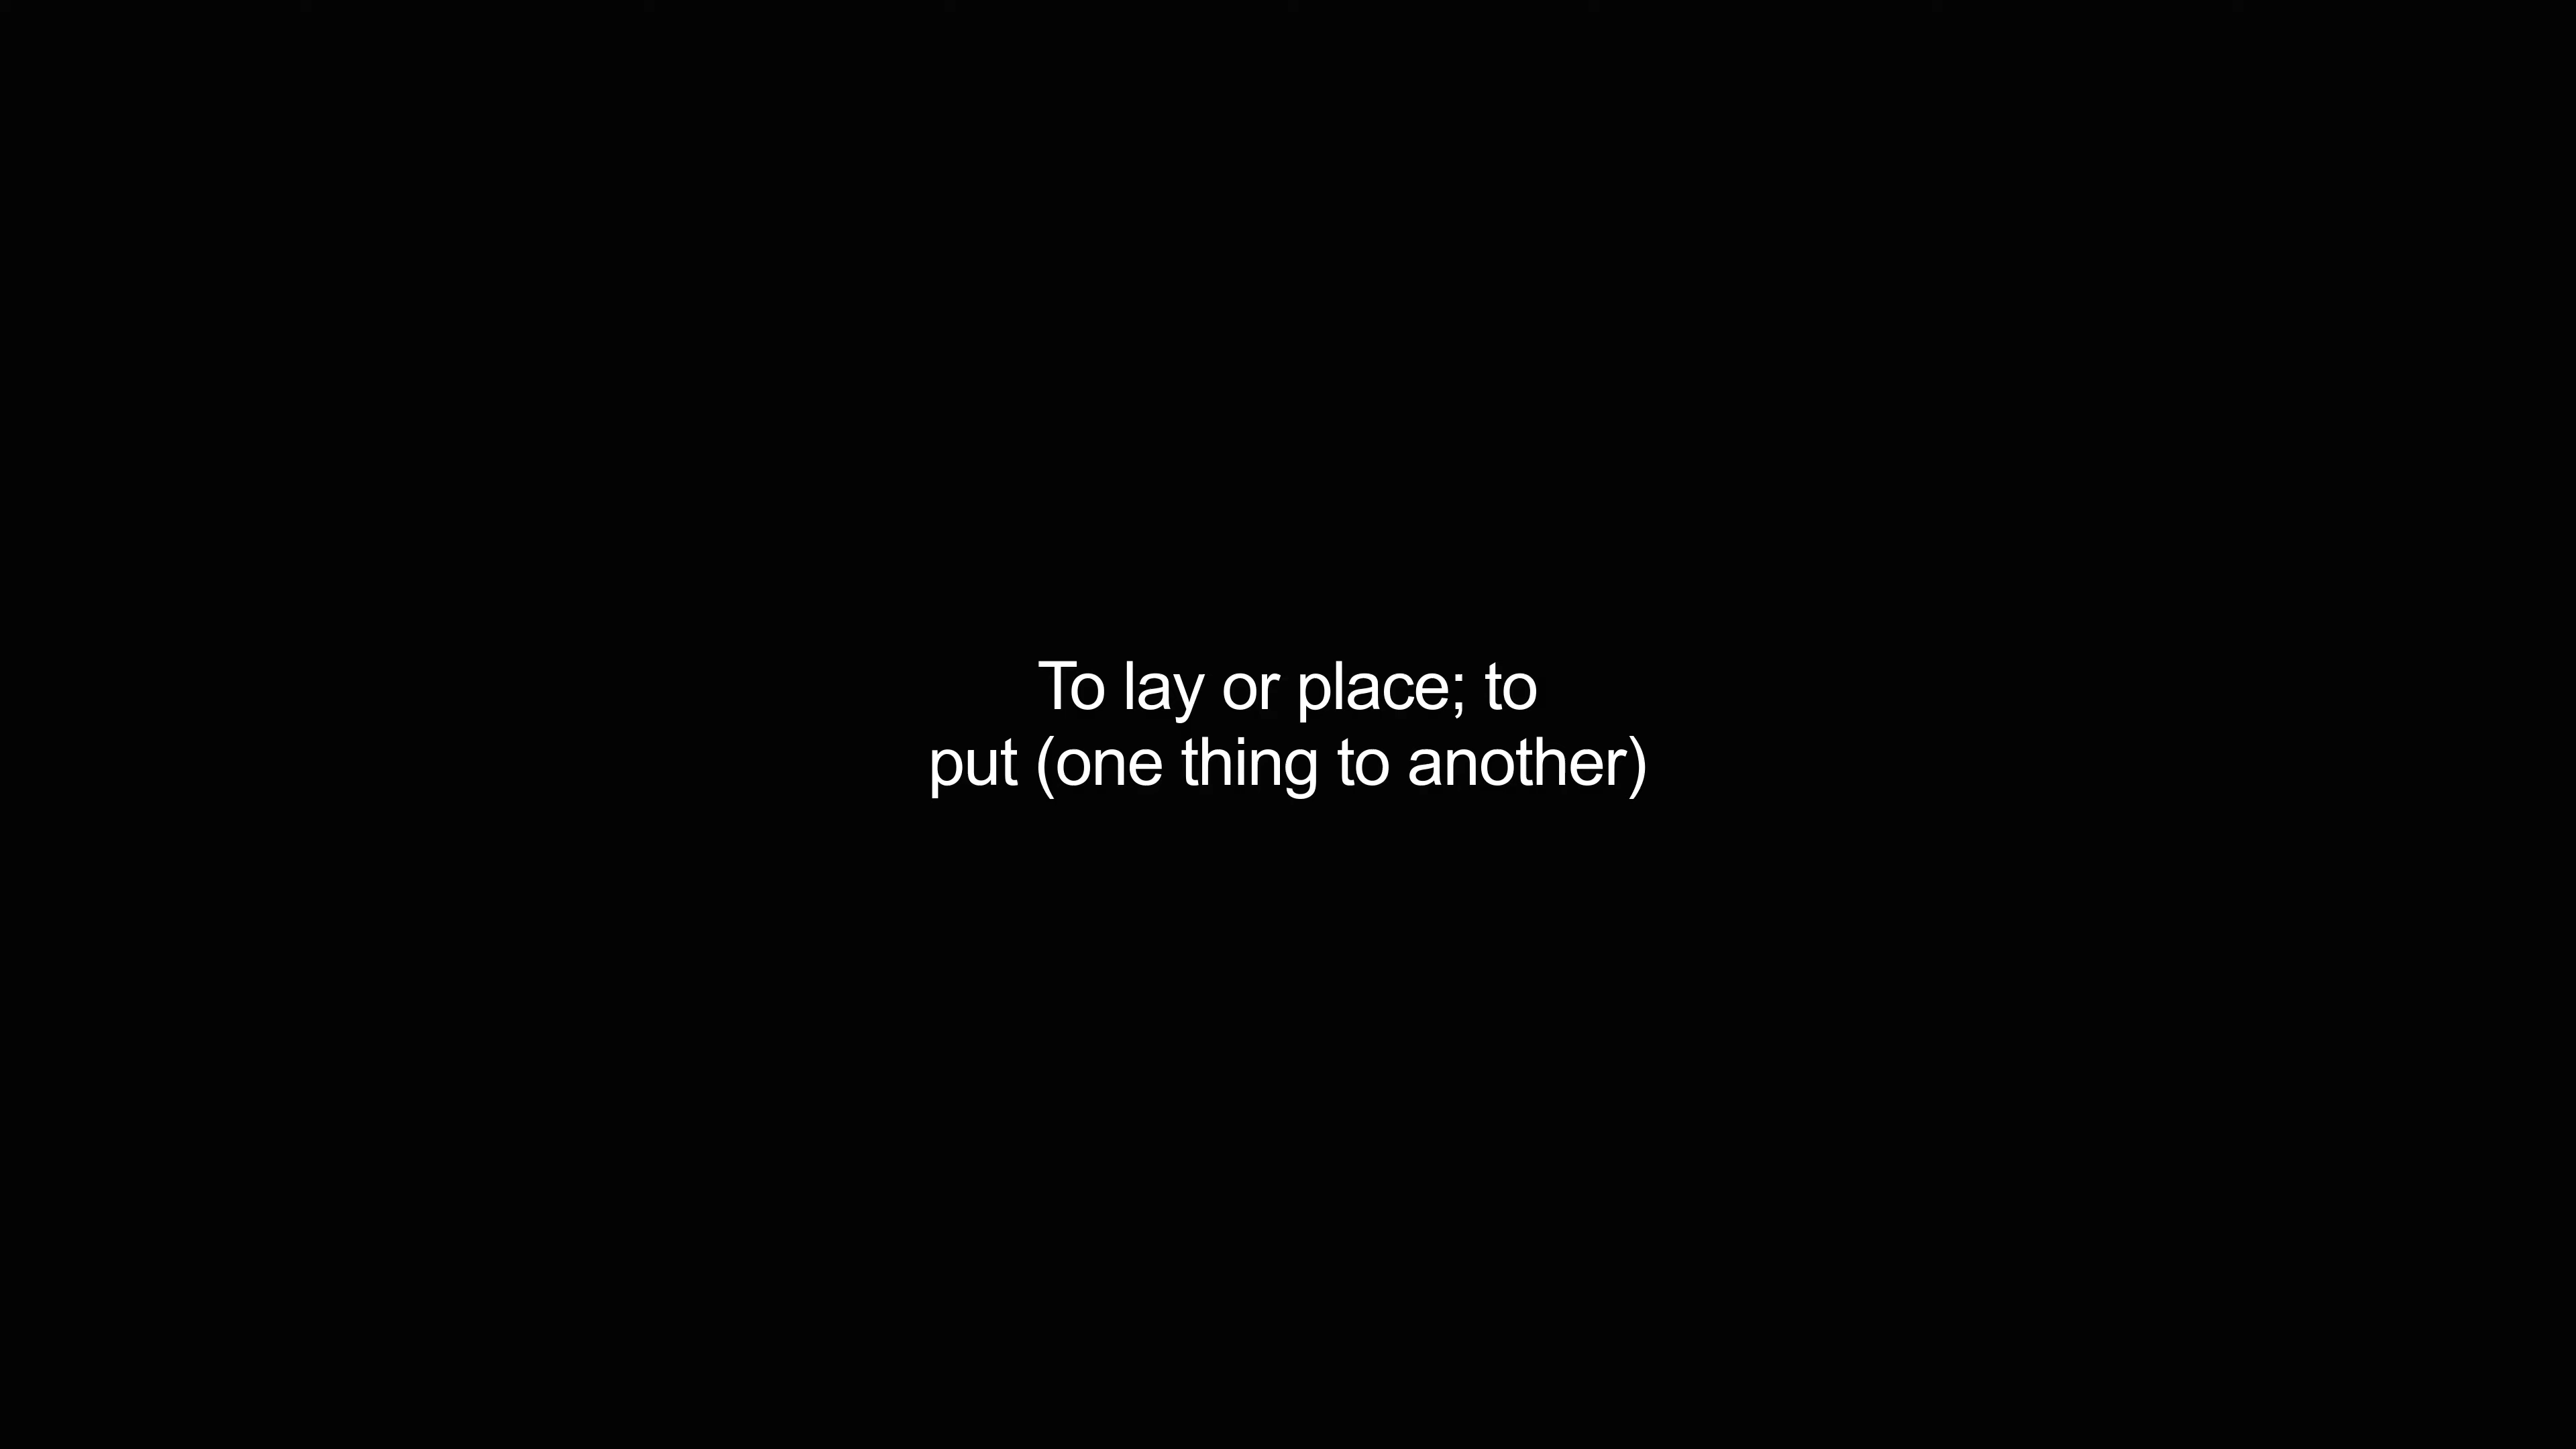 To lay or place; to
put (one thing to another)